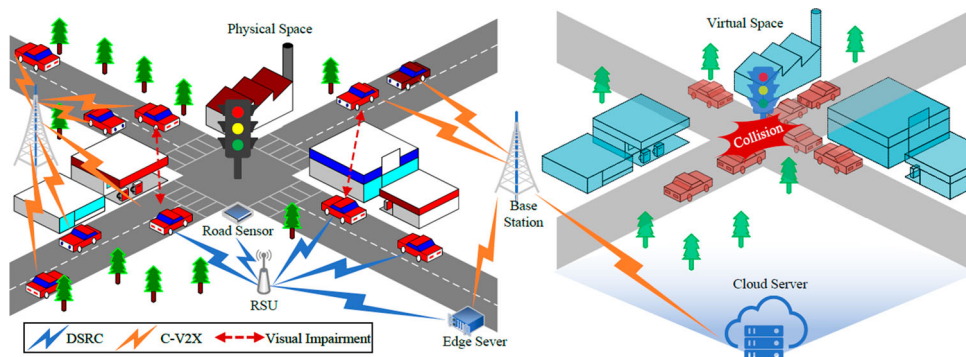 Physical Space
Virtual Space
Collision
Base
Station
Road Sensor
RSU
Cloud Server
Edge Sever
DSRC
C-V2X
Visual Impairment